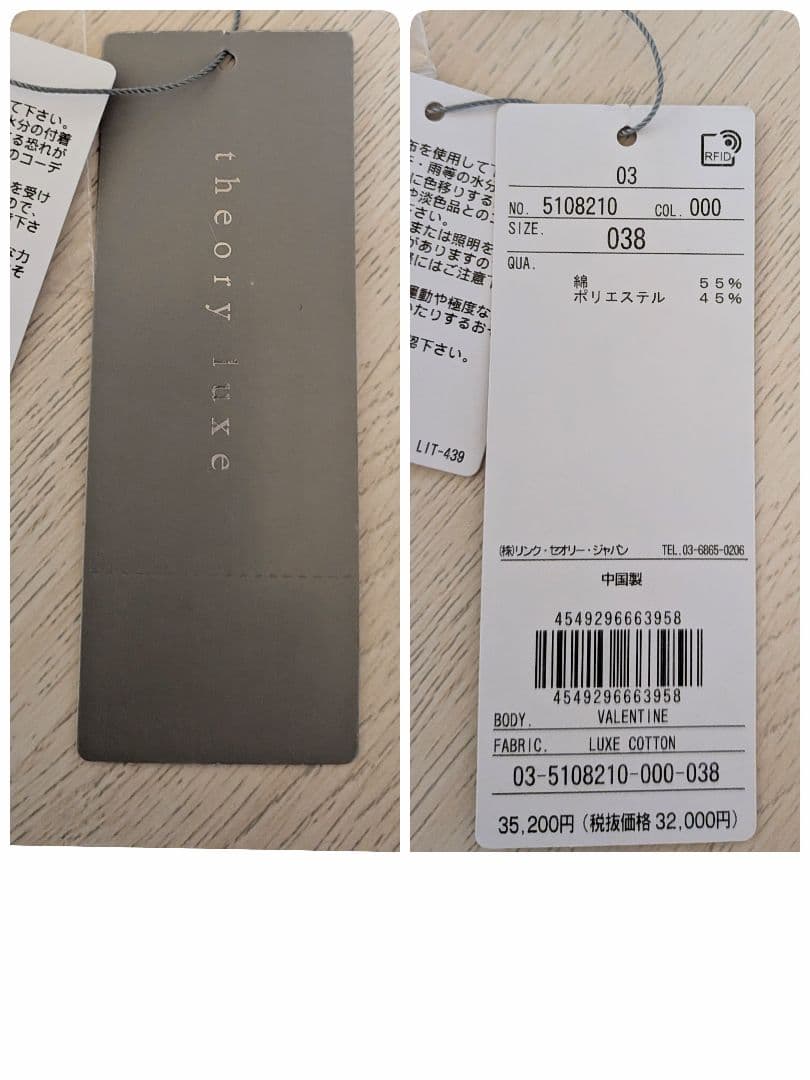 て下さい。
水分の付着
る恐れが
のコーデ
を受け
ので、
下さ
な力
そ
theory luxe
を使用して下
・雨等の水分
に色移りする
や淡色品との
さい。
または照明を
がありますの
にはご注意下
運動や極度な
たりするおそ
認下さい。
LIT-439
RFID
03
NO. 5108210 COL. 000
SIZE. 038
QUA.
綿 55%
ポリエステル 45%
(株)リンク・セオリー・ジャパン TEL.03-6865-0206
中国製
4549296663958
4549296663958
BODY. VALENTINE
FABRIC. LUXE COTTON
03-5108210-000-038
35,200円(税抜価格 32,000円)